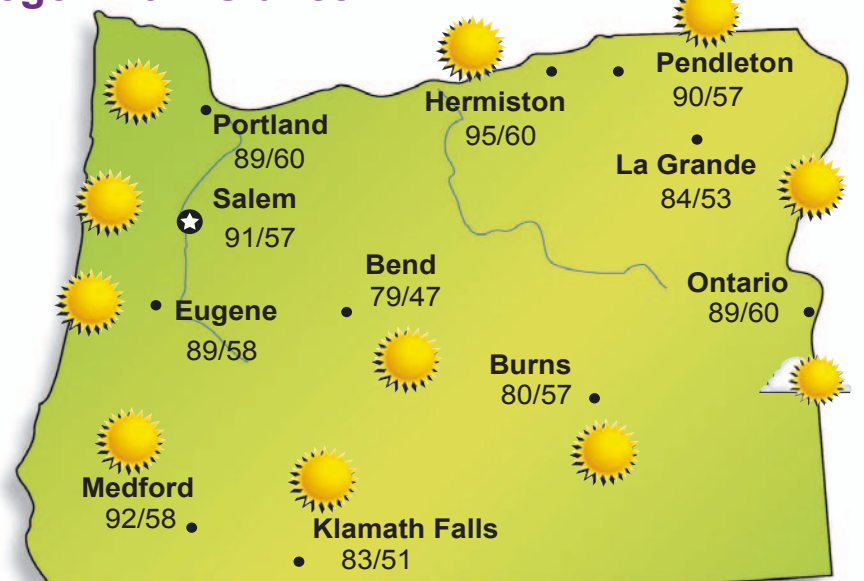 Pendleton
90/57
Hermiston
95/60
Portland
89/60
La Grande
84/53
Salem
91/57
Bend
79/47
Ontario
89/60
Eugene
89/58
Burns
80/57
Medford
92/58
Klamath Falls
83/51